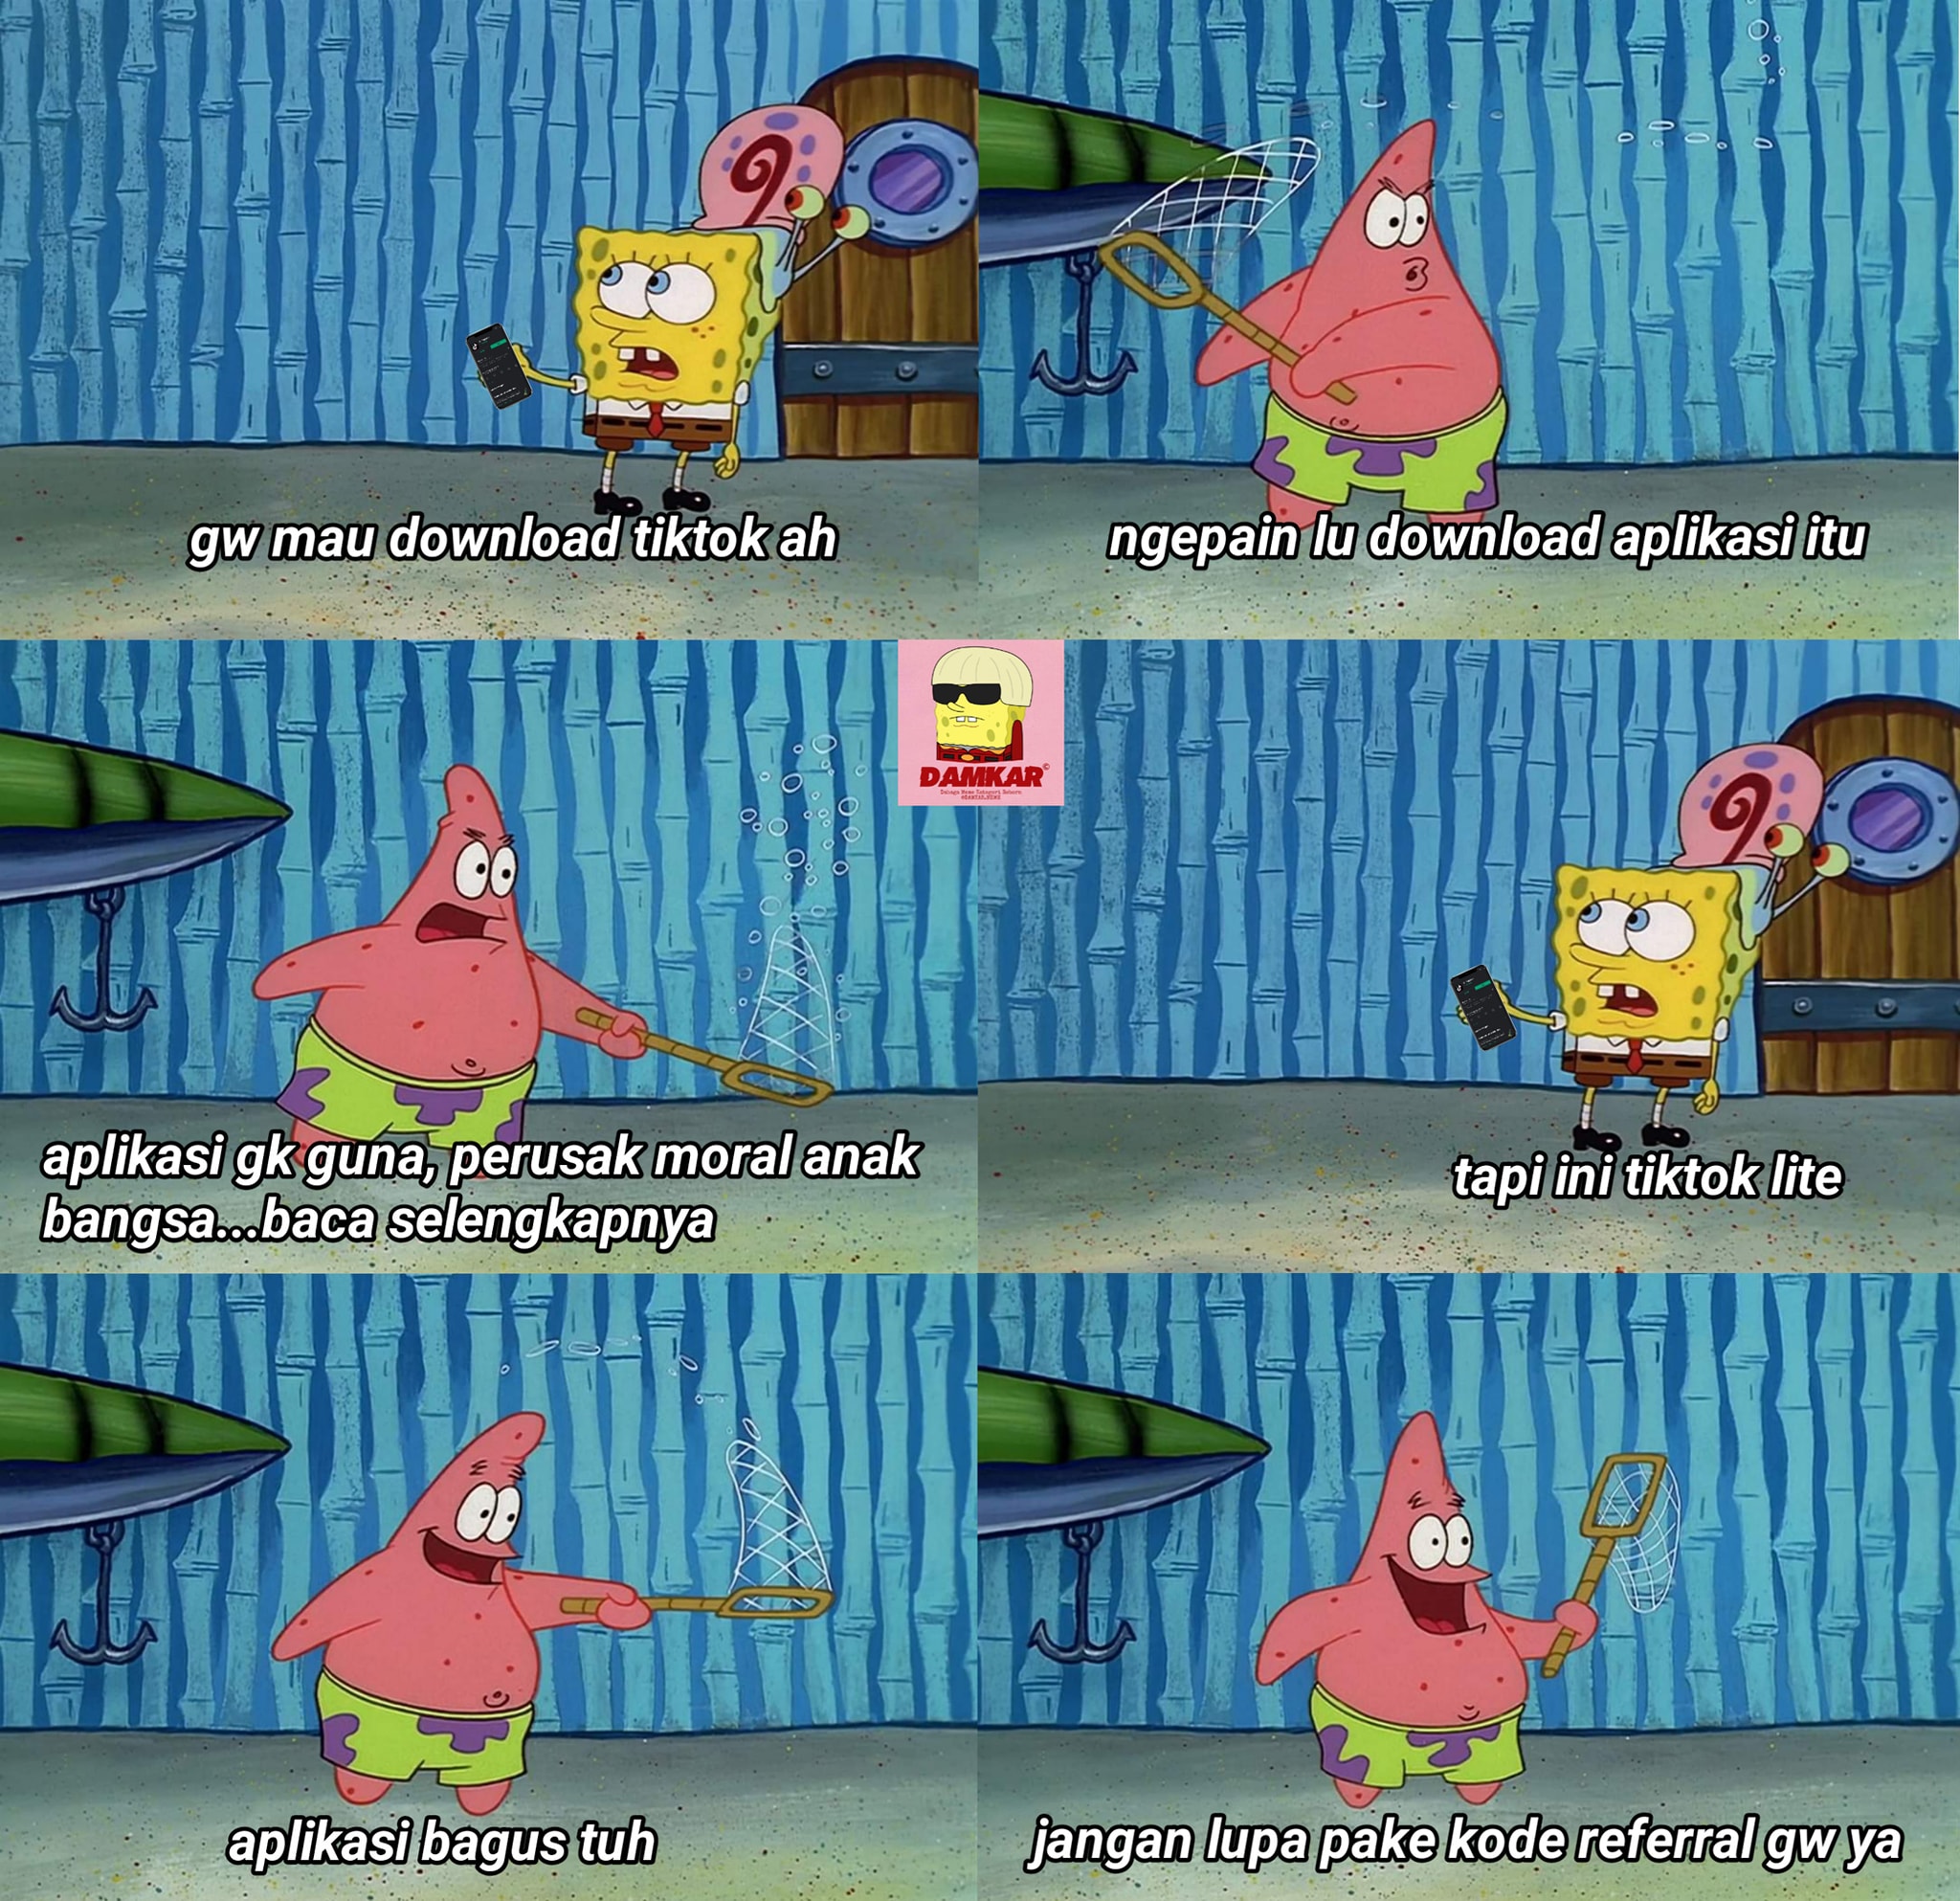 gw mau download tiktok ah
ngepain lu download aplikasi itu
aplikasi gk guna, perusak moral anak
bangsa...baca selengkapnya
DAMKAR©
tapi ini tiktok lite
aplikasi bagus tuh
jangan lupa pake kode referral gw ya